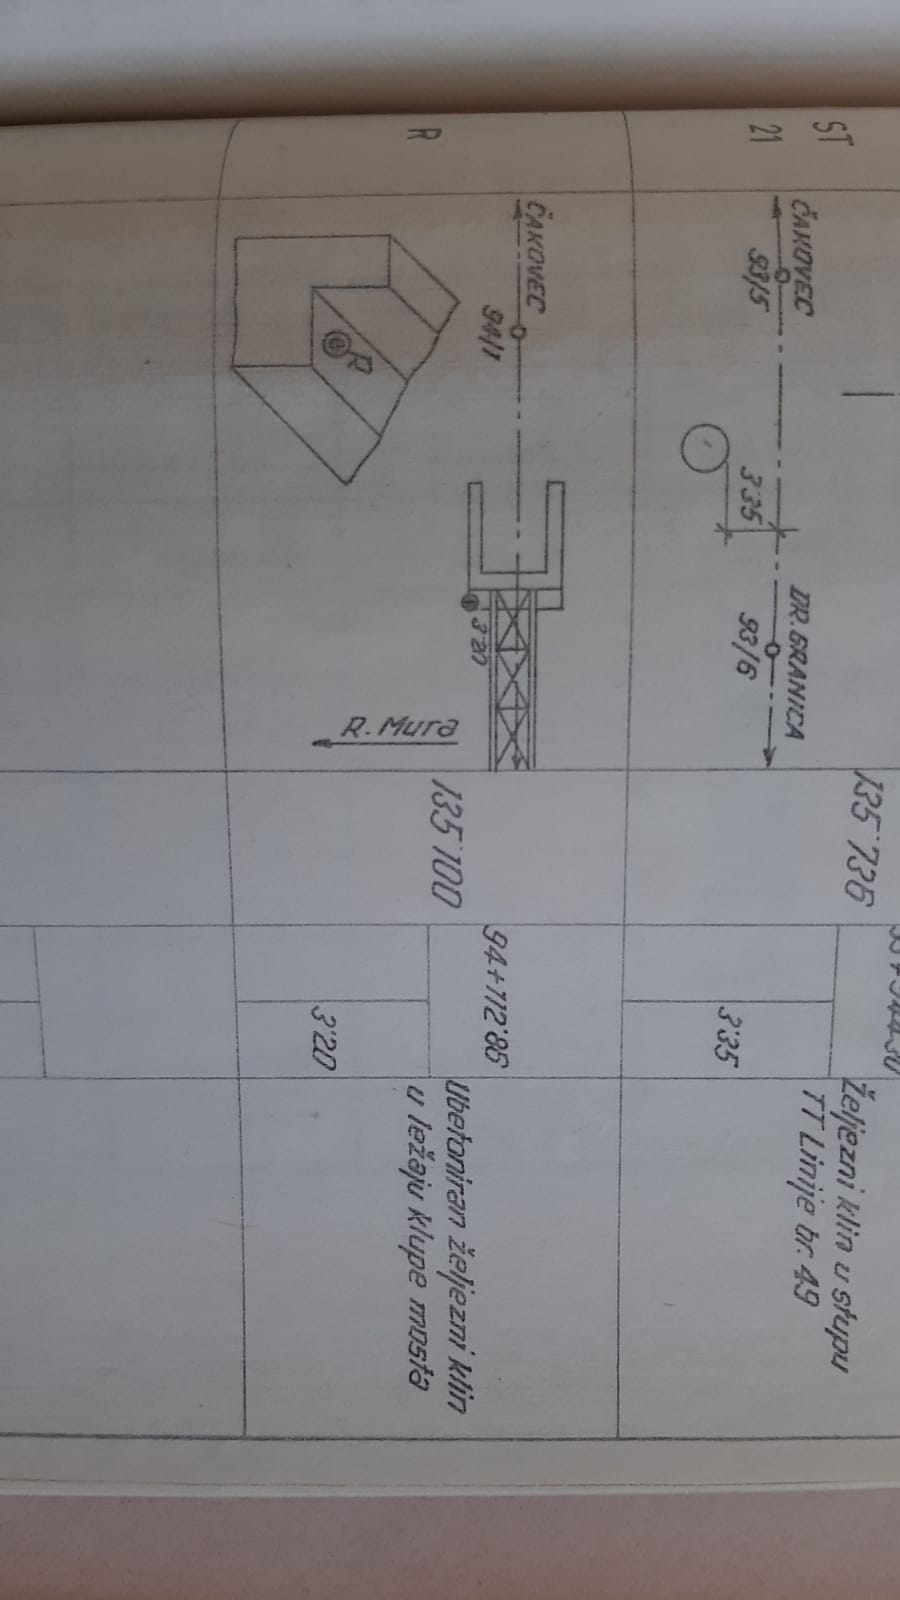 135˙736
Željezni klin u stupu
TT Linije br. 49
ST
21
ČAKOVEC
DR. GRANICA
93/5
3˙35
93/6
3˙35
ČAKOVEC
94/1
3˙20
R. Mura
R
R
135˙100
94+112˙86
Ubetoniran željezni klin
u ležaju klupe mosta
3˙20